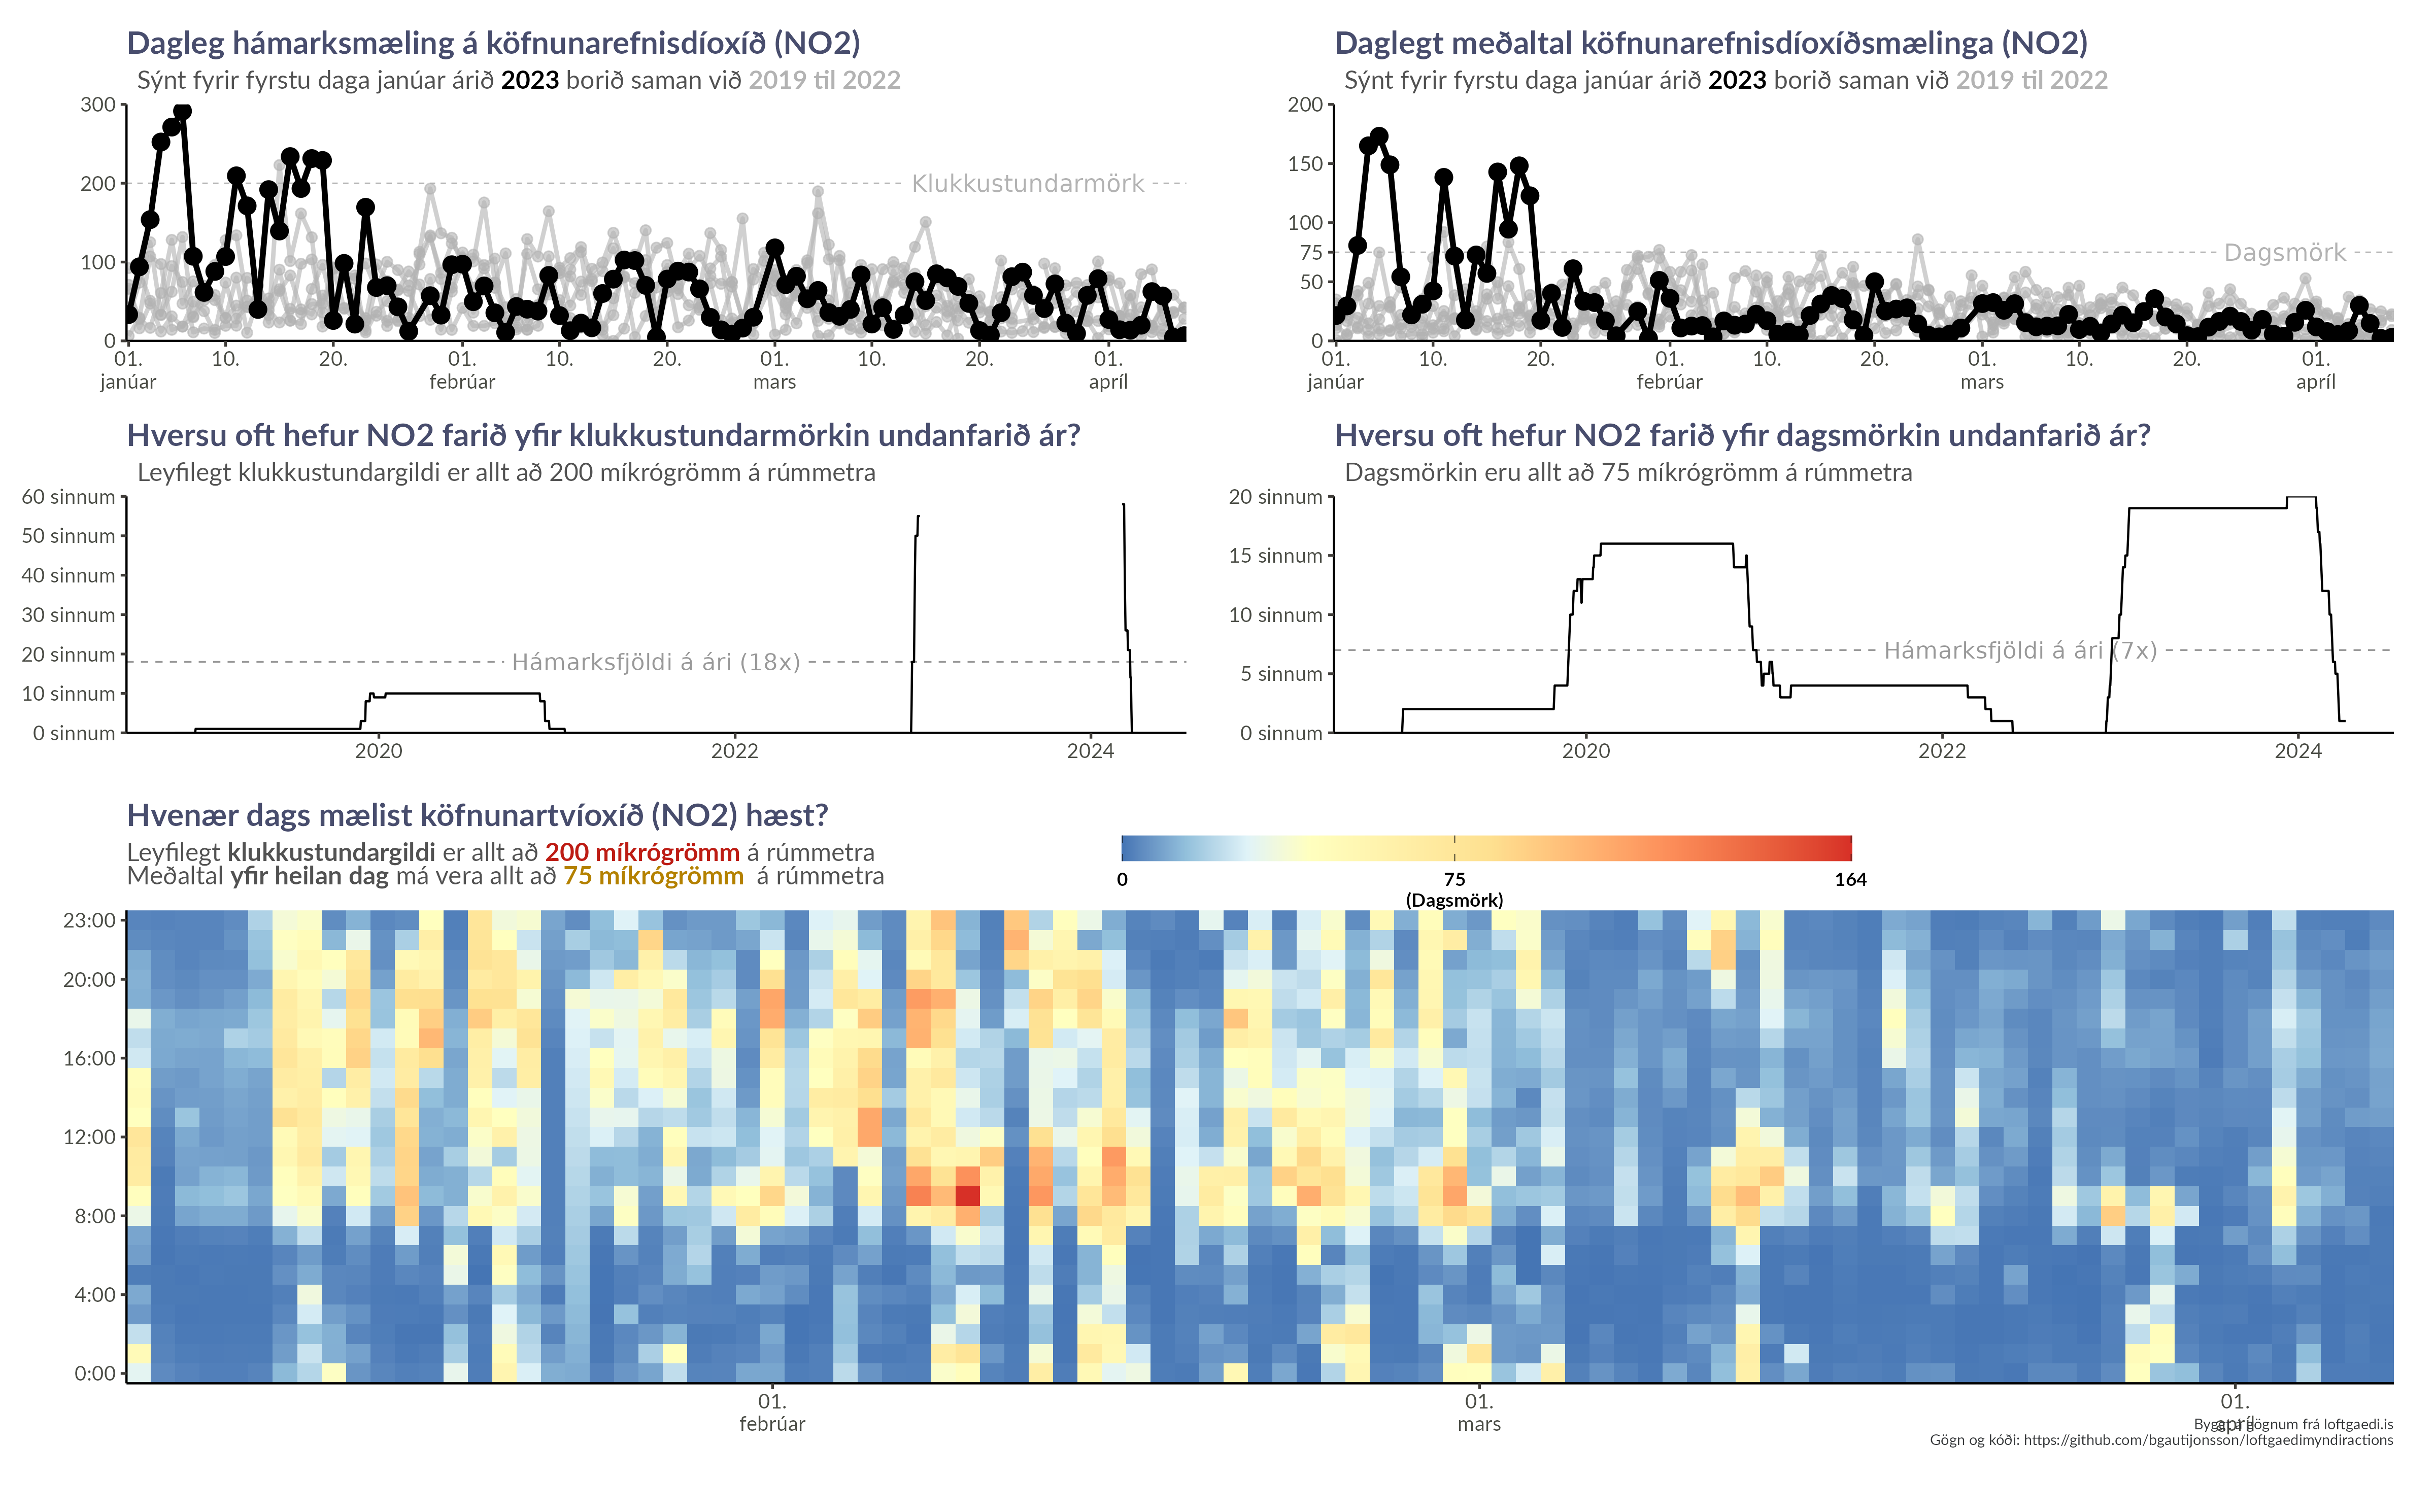 Dagleg hámarksmæling á köfnunarefnisdíoxíð (NO2)
Sýnt fyrir fyrstu daga janúar árið 2023 borið saman við 2019 til 2022
300
200
100
0
Klukkustundarmörk
01. 10. 20. 01. 10. 20. 01. 10. 20. 01.
janúar febrúar mars apríl
Daglegt meðaltal köfnunarefnisdíoxíðsmælinga (NO2)
Sýnt fyrir fyrstu daga janúar árið 2023 borið saman við 2019 til 2022
200
150
100
75
50
0
Dagsmörk
01. 10. 20. 01. 10. 20. 01. 10. 20. 01.
janúar febrúar mars apríl
Hversu oft hefur NO2 farið yfir klukkustundarmörkin undanfarið ár?
Leyfilegt klukkustundargildi er allt að 200 míkrógrömm á rúmmetra
60 sinnum
50 sinnum
40 sinnum
30 sinnum
20 sinnum
10 sinnum
0 sinnum
Hámarksfjöldi á ári (18x)
2020 2022 2024
Hversu oft hefur NO2 farið yfir dagsmörkin undanfarið ár?
Dagsmörkin eru allt að 75 míkrógrömm á rúmmetra
20 sinnum
15 sinnum
10 sinnum
5 sinnum
0 sinnum
Hámarksfjöldi á ári (7x)
2020 2022 2024
Hvenær dags mælist köfnunartvíoxíð (NO2) hæst?
Leyfilegt klukkustundargildi er allt að 200 míkrógrömm á rúmmetra
Meðaltal yfir heilan dag má vera allt að 75 míkrógrömm á rúmmetra
0 75 164
(Dagsmörk)
23:00
20:00
16:00
12:00
8:00
4:00
0:00
01. 01. 01.
febrúar mars apríl
Byggt á gögnum frá loftgaedi.is
Gögn og kóði: https://github.com/bgautijonsson/loftgaedimyndiractions